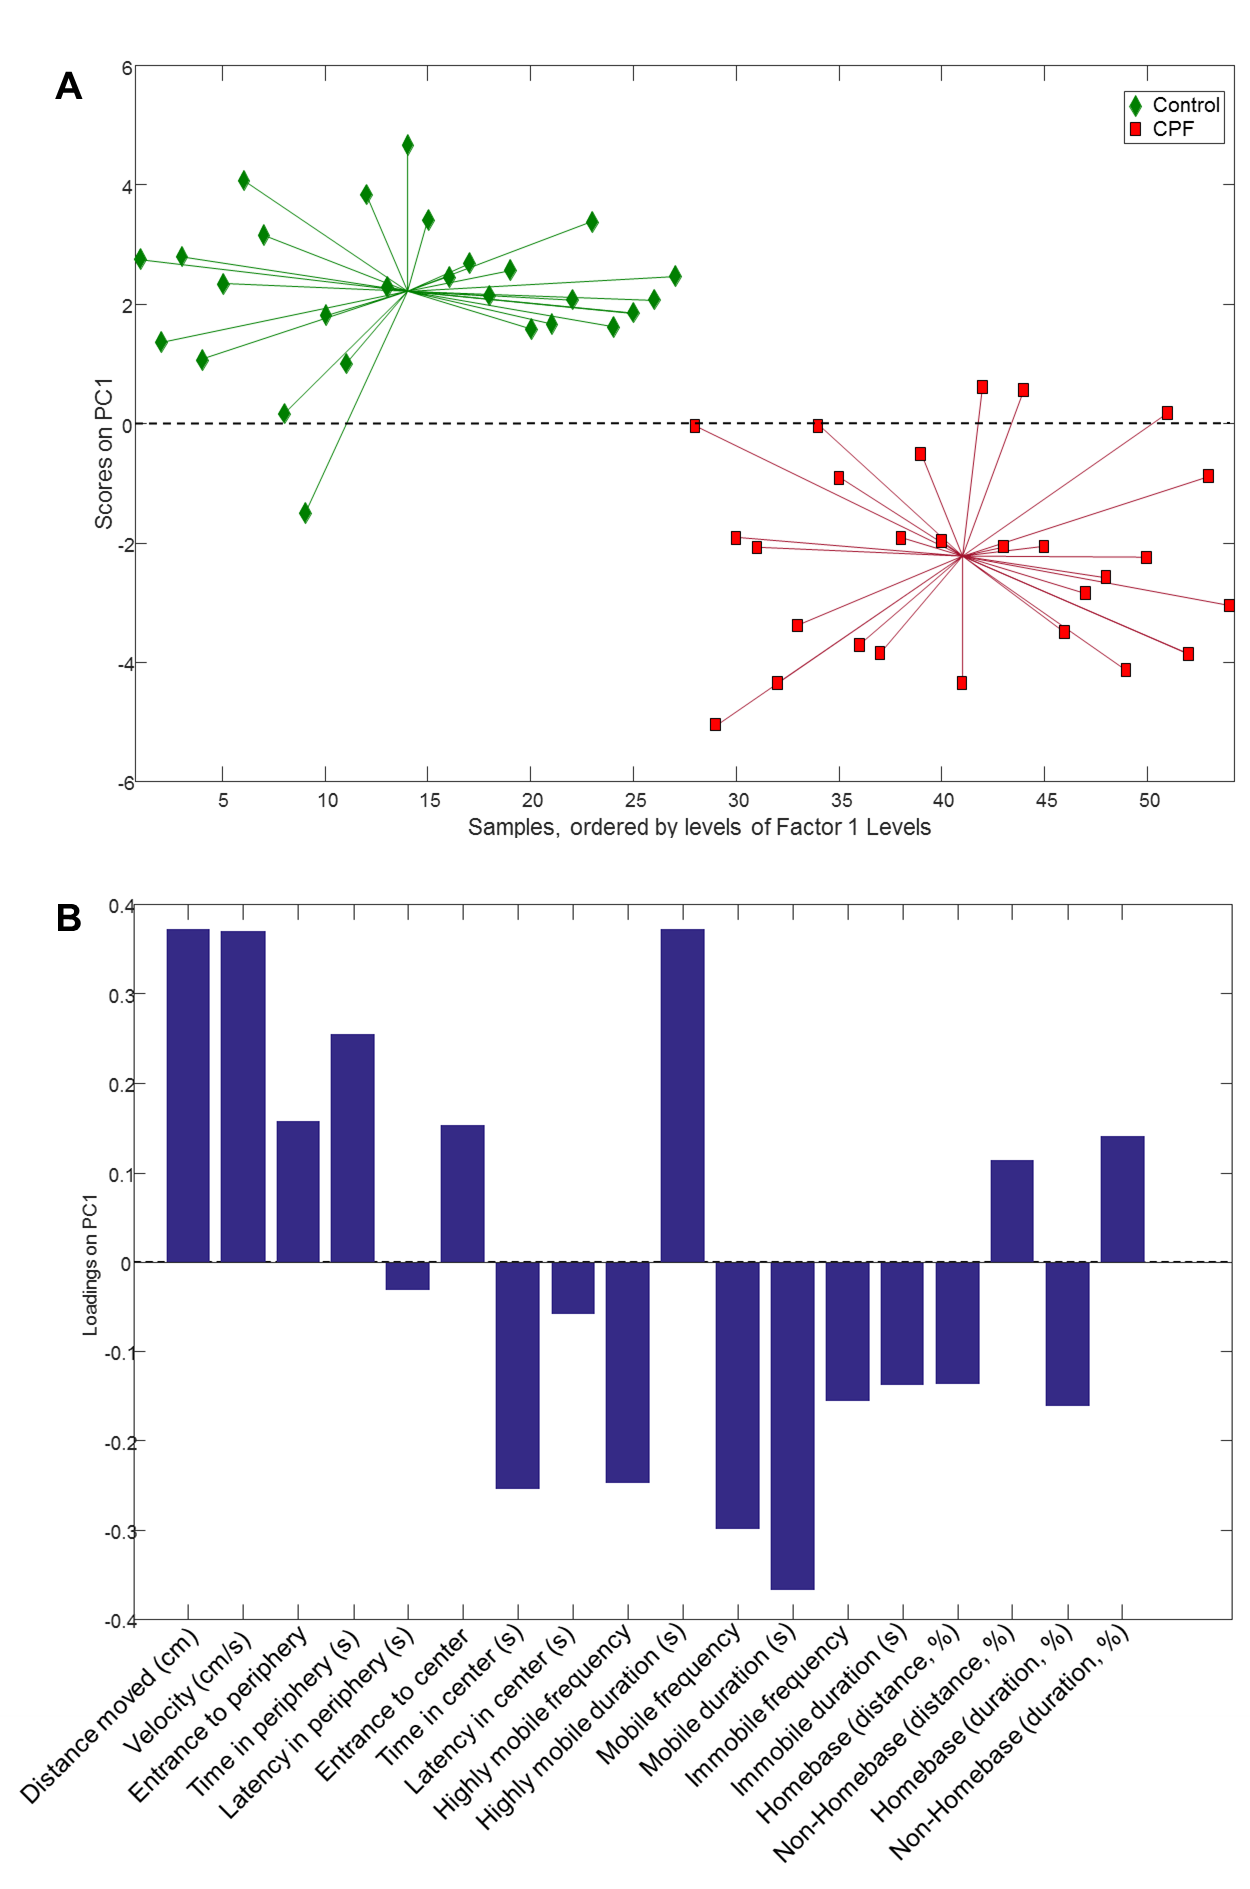 A
6
4
2
0
-2
-4
-6
Scores on PC1
Control
CPF
5 10 15 20 25 30 35 40 45 50
Samples, ordered by levels of Factor 1 Levels
B
0.4
0.3
0.2
0.1
0
-0.1
-0.2
-0.3
-0.4
Loadings on PC1
Distance moved (cm)
Velocity (cm/s)
Entrance to periphery
Time in periphery (s)
Latency in periphery (s)
Entrance to center
Time in center (s)
Latency in center (s)
Highly mobile frequency
Highly mobile duration (s)
Mobile frequency
Mobile duration (s)
Immobile frequency
Immobile duration (s)
Homebase (distance, %)
Non-Homebase (distance, %)
Homebase (duration, %)
Non-Homebase (duration, %)